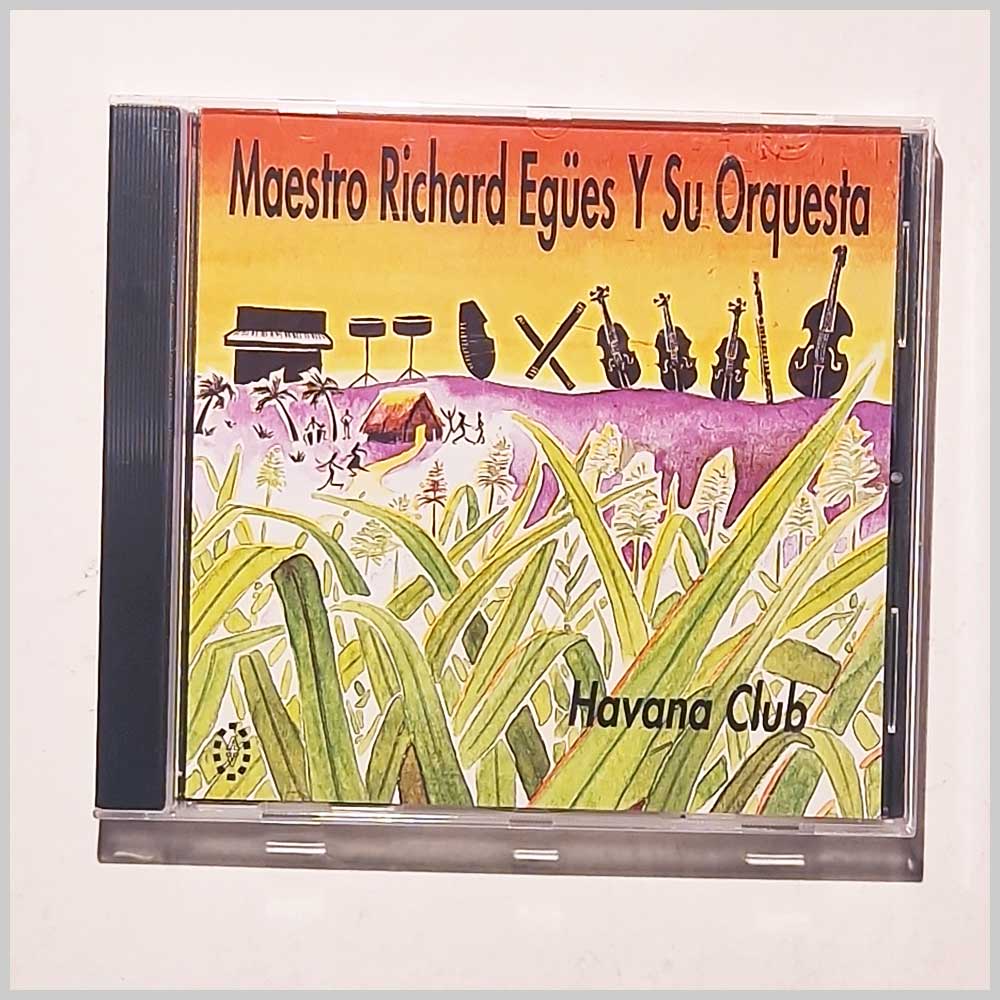 Maestro Richard Egües Y Su Orquesta
Havana Club